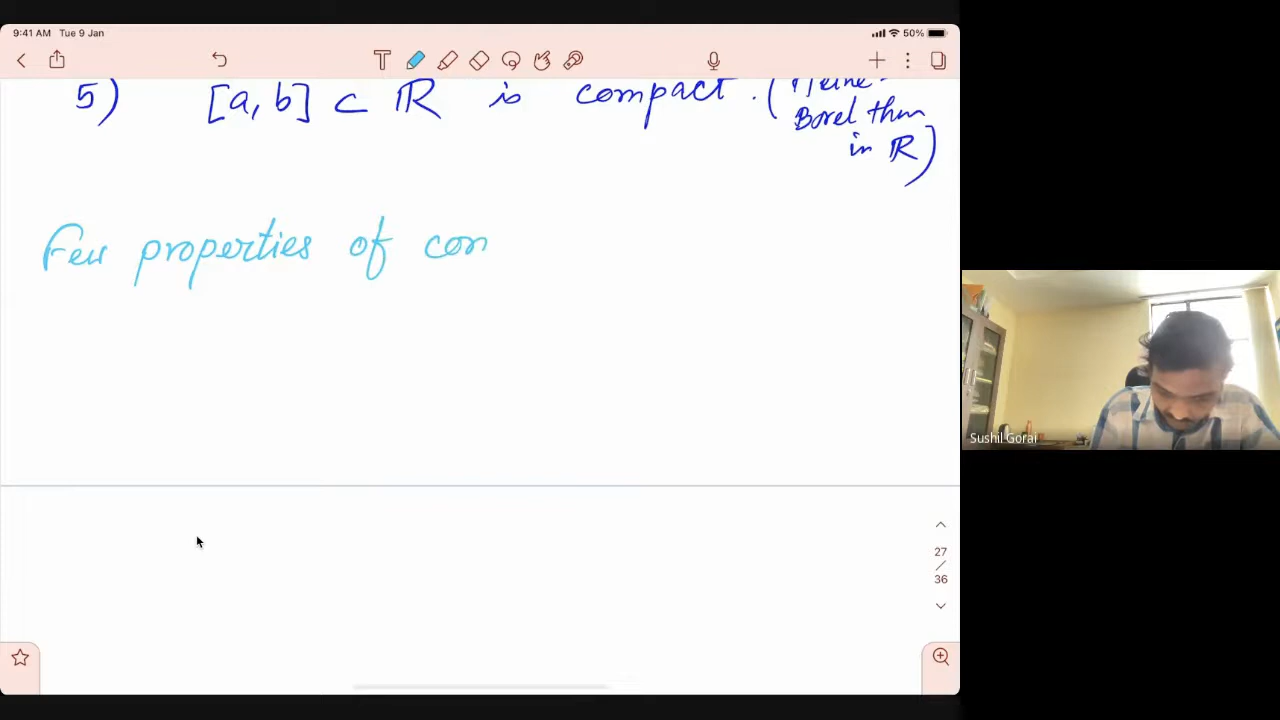 9:41 AM Tue 9 Jan
50%
5) [a, b] ⊂ ℝ is compact. (Heine-
Borel thm
in ℝ)
Few properties of con
27
/
36
Sushil Gorai